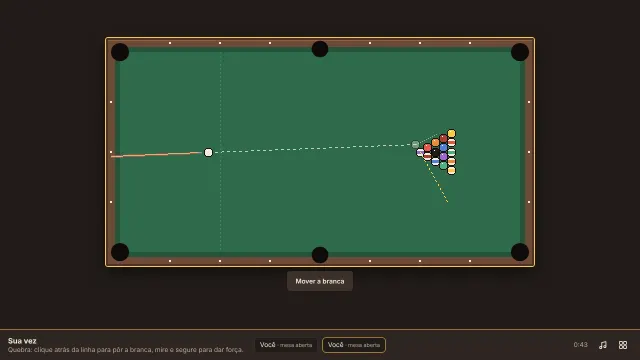 Mover a branca
Sua vez
Quebra: clique atrás da linha para pôr a branca, mire e segure para dar força.
Você · mesa aberta
Você · mesa aberta
0:43